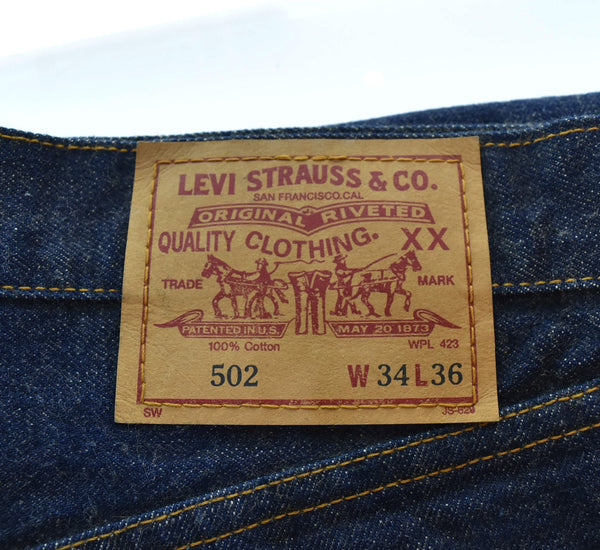 LEVI STRAUSS & CO.
SAN FRANCISCO.CAL
ORIGINAL RIVETED
QUALITY CLOTHING. XX
TRADE MARK
PATENTED IN U.S. MAY 20 1873
100% Cotton WPL 423
502 W 34 L 36
SW JS-629